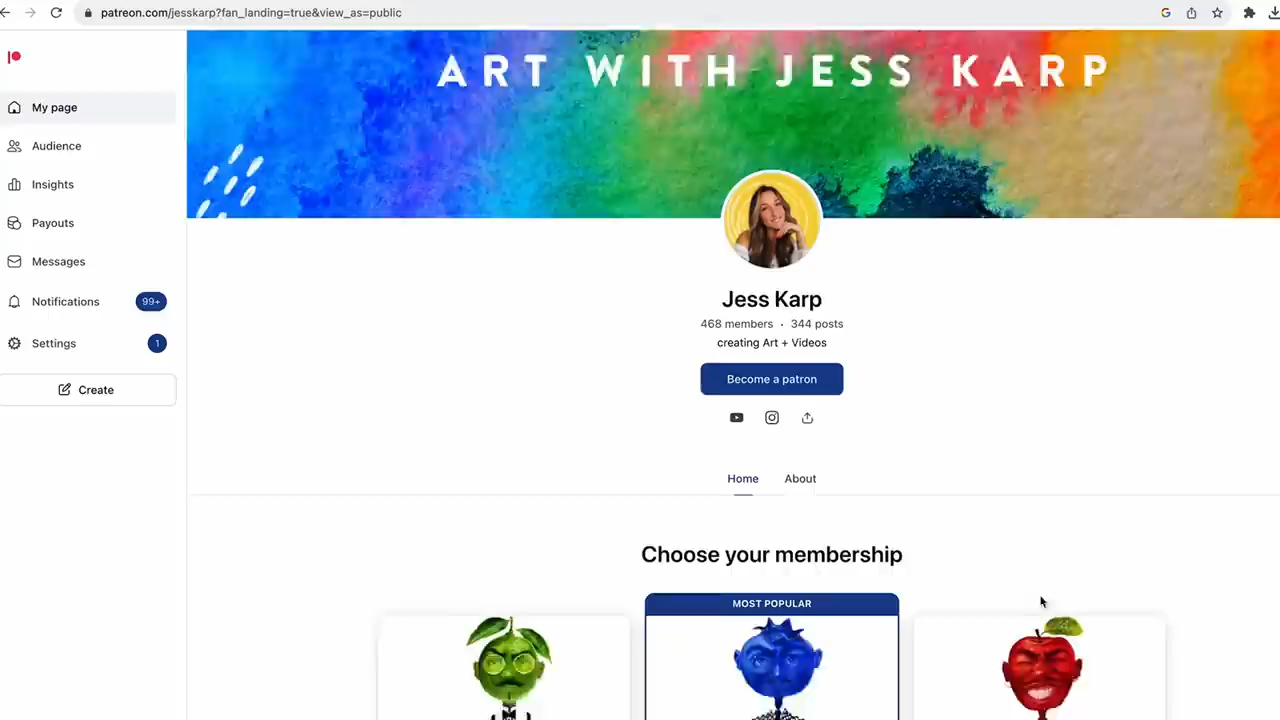 patreon.com/jesskarp?fan_landing=true&view_as=public
ART WITH JESS KARP
My page
Audience
Insights
Payouts
Messages
Notifications 99+
Settings 1
Create
Jess Karp
468 members · 344 posts
creating Art + Videos
Become a patron
Home About
Choose your membership
MOST POPULAR